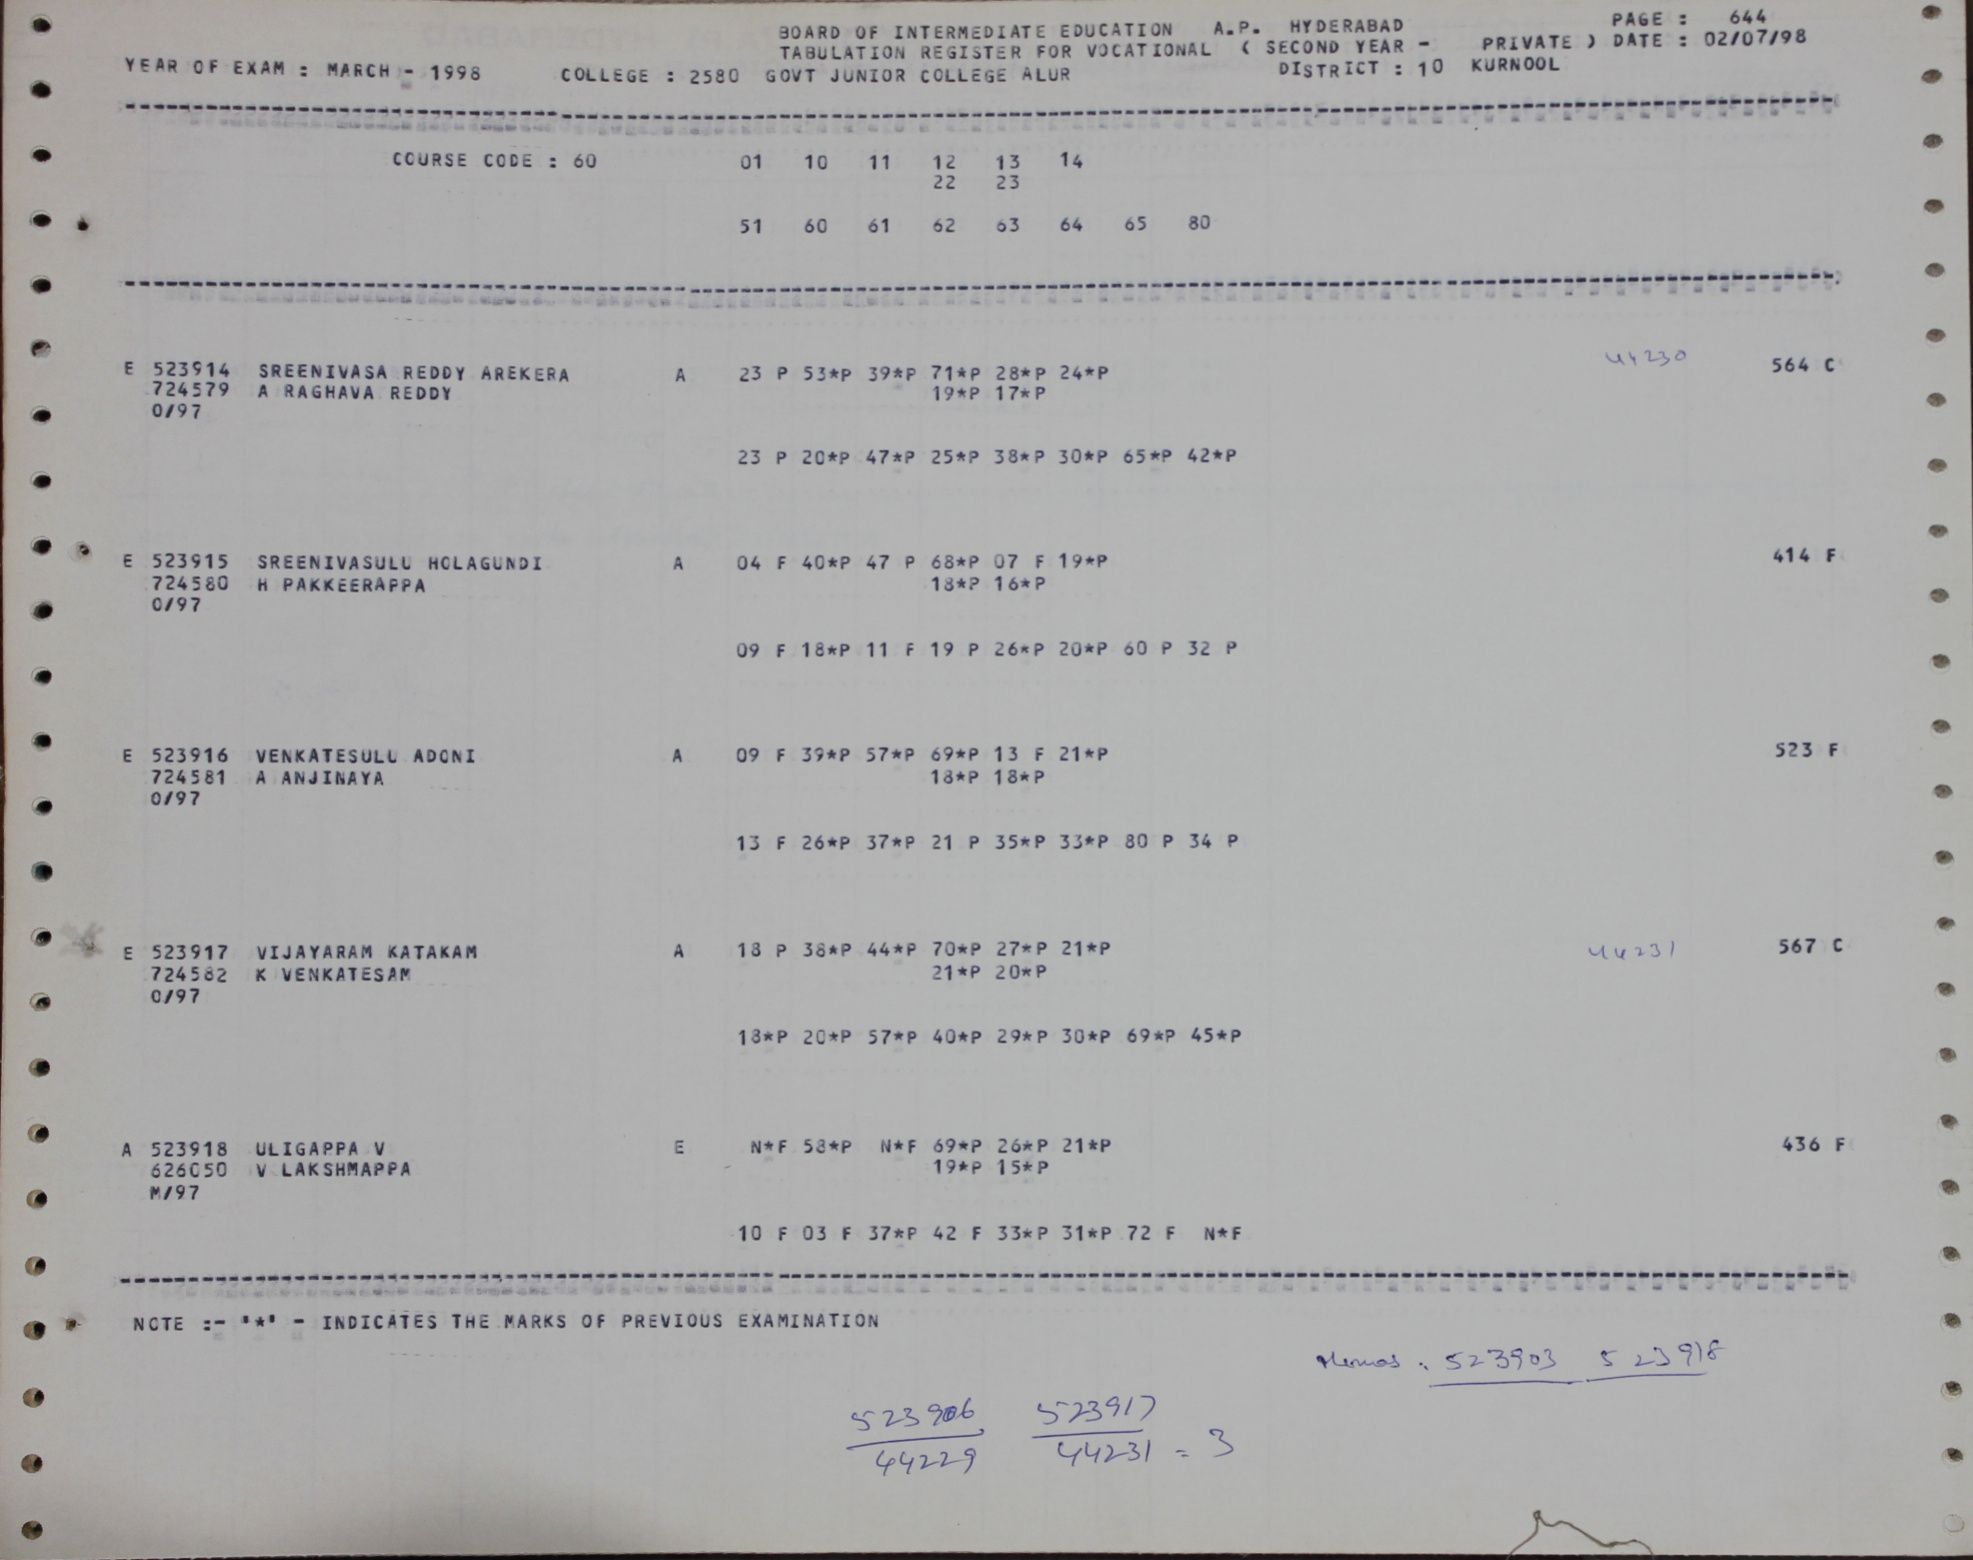 BOARD OF INTERMEDIATE EDUCATION A.P. HYDERABAD PAGE : 644
TABULATION REGISTER FOR VOCATIONAL ( SECOND YEAR - PRIVATE ) DATE : 02/07/98
YEAR OF EXAM : MARCH - 1998 COLLEGE : 2580 GOVT JUNIOR COLLEGE ALUR DISTRICT : 10 KURNOOL
COURSE CODE : 60 01 10 11 12 13 14
22 23
51 60 61 62 63 64 65 80
E 523914 SREENIVASA REDDY AREKERA A 23 P 53*P 39*P 71*P 28*P 24*P 44230 564 C
724579 A RAGHAVA REDDY 19*P 17*P
O/97
23 P 20*P 47*P 25*P 38*P 30*P 65*P 42*P
E 523915 SREENIVASULU HOLAGUNDI A 04 F 40*P 47 P 68*P 07 F 19*P 414 F
724580 H PAKKEERAPPA 18*P 16*P
O/97
09 F 18*P 11 F 19 P 26*P 20*P 60 P 32 P
E 523916 VENKATESULU ADONI A 09 F 39*P 57*P 69*P 13 F 21*P 523 F
724581 A ANJINAYA 18*P 18*P
O/97
13 F 26*P 37*P 21 P 35*P 33*P 80 P 34 P
E 523917 VIJAYARAM KATAKAM A 18 P 38*P 44*P 70*P 27*P 21*P 44231 567 C
724582 K VENKATESAM 21*P 20*P
O/97
18*P 20*P 57*P 40*P 29*P 30*P 69*P 45*P
A 523918 ULIGAPPA V E N*F 58*P N*F 69*P 26*P 21*P 436 F
626050 V LAKSHMAPPA 19*P 15*P
M/97
10 F 03 F 37*P 42 F 33*P 31*P 72 F N*F
NOTE :- '*' - INDICATES THE MARKS OF PREVIOUS EXAMINATION
Memos : 523903 523918
523906 523917
44229 44231 = 3